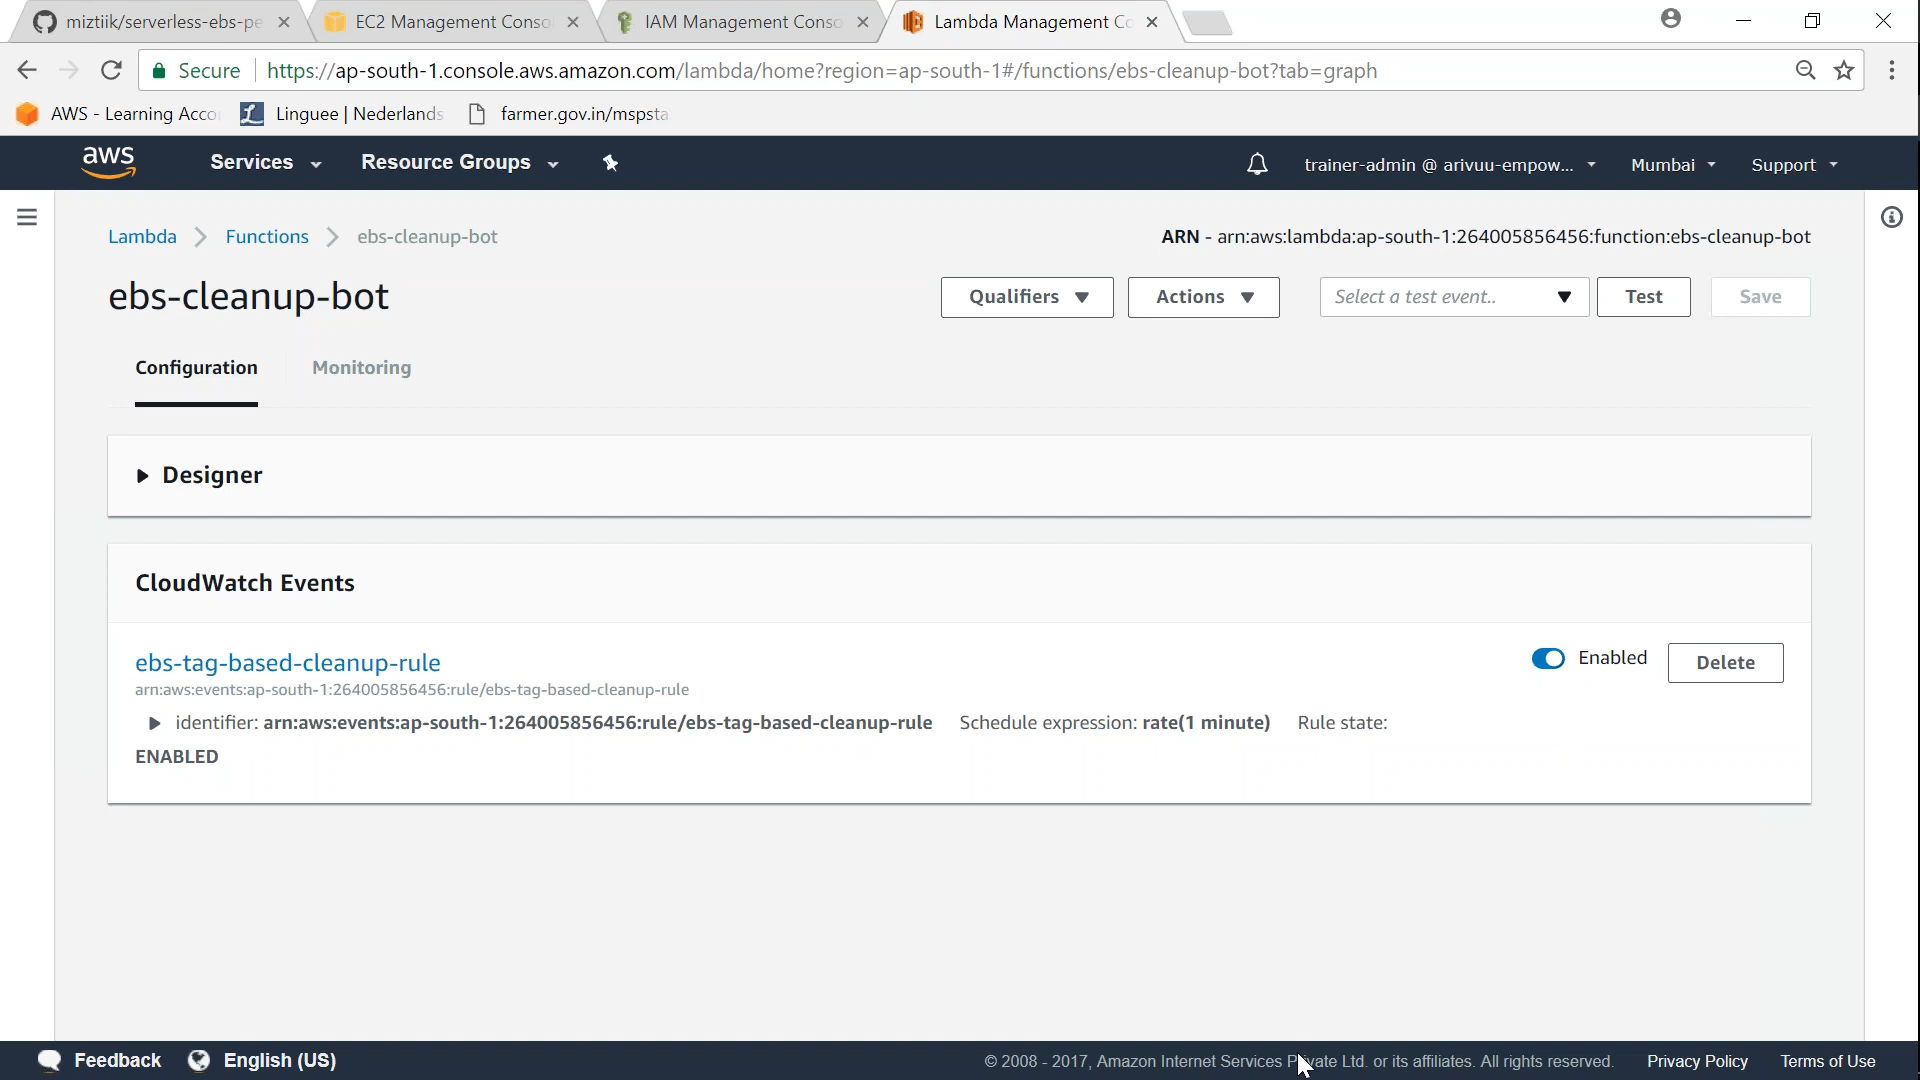 miztiik/serverless-ebs-pe
EC2 Management Conso
IAM Management Conso
Lambda Management Co
Secure
https://ap-south-1.console.aws.amazon.com/lambda/home?region=ap-south-1#/functions/ebs-cleanup-bot?tab=graph
AWS - Learning Acco
Linguee | Nederlands
farmer.gov.in/mspsta
aws Services Resource Groups trainer-admin @ arivuu-empow... Mumbai Support
Lambda Functions ebs-cleanup-bot
ARN - arn:aws:lambda:ap-south-1:264005856456:function:ebs-cleanup-bot
ebs-cleanup-bot
Qualifiers Actions Select a test event.. Test Save
Configuration Monitoring
Designer
CloudWatch Events
ebs-tag-based-cleanup-rule
Enabled Delete
arn:aws:events:ap-south-1:264005856456:rule/ebs-tag-based-cleanup-rule
identifier: arn:aws:events:ap-south-1:264005856456:rule/ebs-tag-based-cleanup-rule Schedule expression: rate(1 minute) Rule state:
ENABLED
Feedback English (US) © 2008 - 2017, Amazon Internet Services Private Ltd. or its affiliates. All rights reserved. Privacy Policy Terms of Use